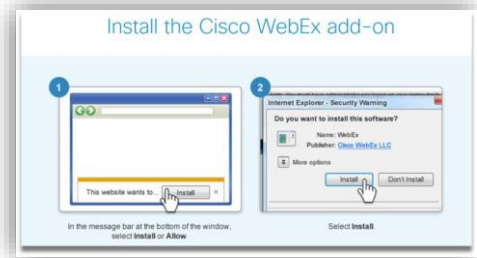 Install the Cisco WebEx add-on
1
This website wants to...
Install
×
In the message bar at the bottom of the window,
select Install or Allow.
2
Internet Explorer - Security Warning
Do you want to install this software?
Name: WebEx
Publisher: Cisco WebEx LLC
More options
Install
Don't Install
Select Install.